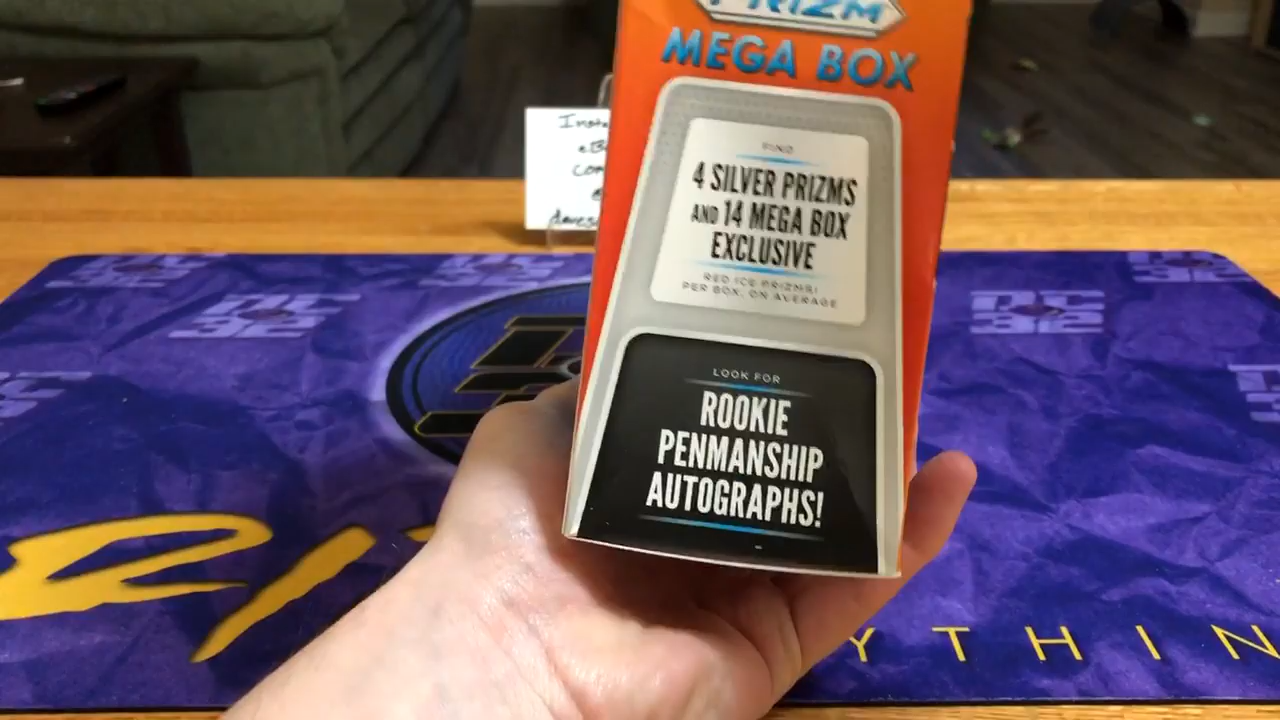 PRIZM
MEGA BOX
FIND
4 SILVER PRIZMS
AND 14 MEGA BOX
EXCLUSIVE
RED ICE PRIZMS!
PER BOX, ON AVERAGE
LOOK FOR
ROOKIE
PENMANSHIP
AUTOGRAPHS!
YTHIN